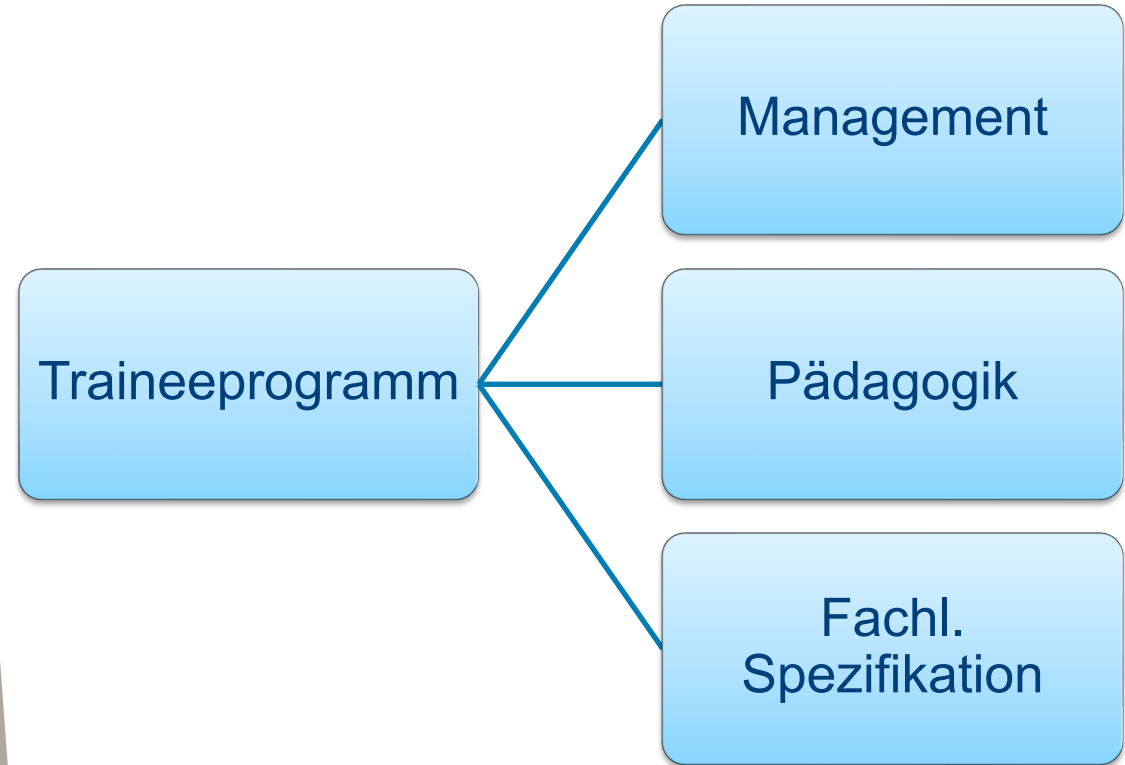 Management
Traineeprogramm
Pädagogik
Fachl.
Spezifikation